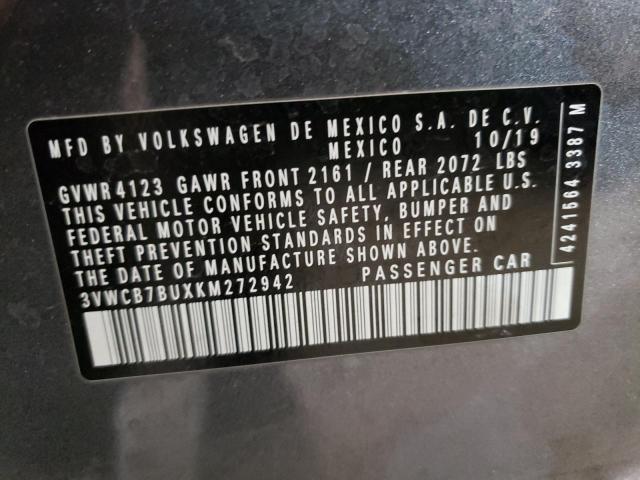 MFD BY VOLKSWAGEN DE MEXICO S.A. DE C.V.
MEXICO 10/19
GVWR 4123 GAWR FRONT 2161 / REAR 2072 LBS
THIS VEHICLE CONFORMS TO ALL APPLICABLE U.S.
FEDERAL MOTOR VEHICLE SAFETY, BUMPER AND
THEFT PREVENTION STANDARDS IN EFFECT ON
THE DATE OF MANUFACTURE SHOWN ABOVE.
3VWCB7BUXKM272942 PASSENGER CAR
4241564 3387 M